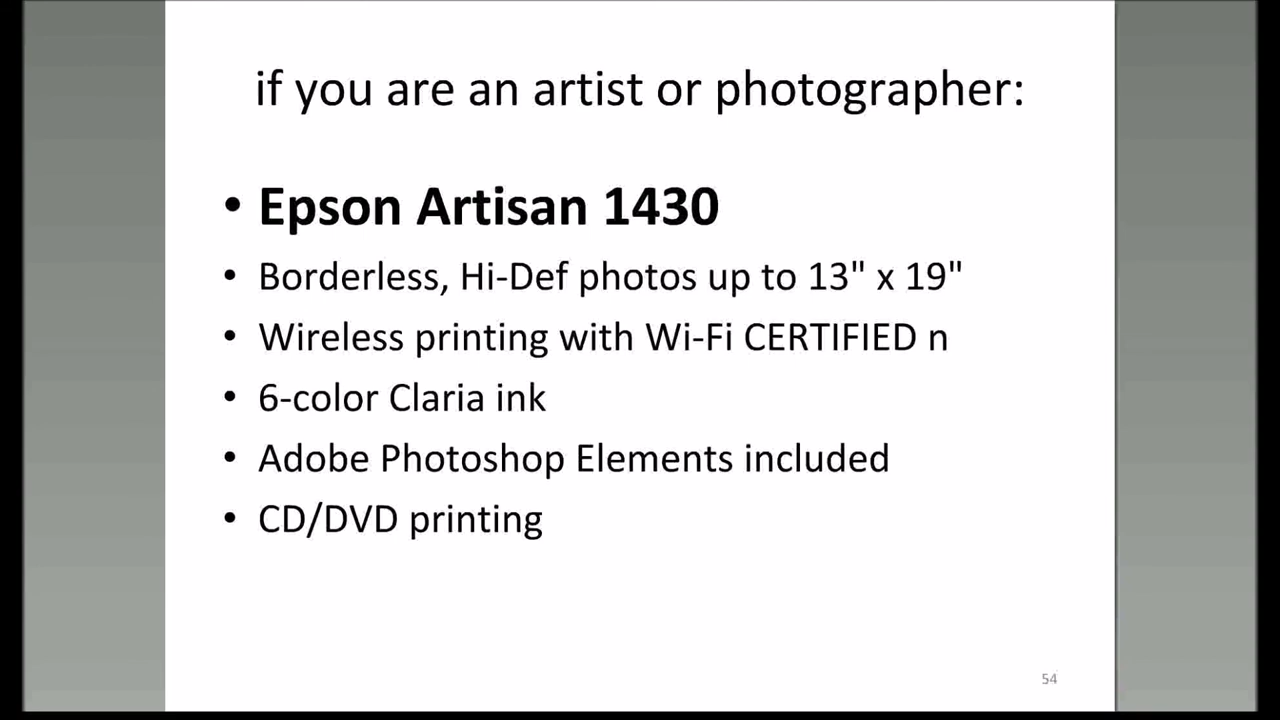 if you are an artist or photographer:
• Epson Artisan 1430
• Borderless, Hi-Def photos up to 13" x 19"
• Wireless printing with Wi-Fi CERTIFIED n
• 6-color Claria ink
• Adobe Photoshop Elements included
• CD/DVD printing
54